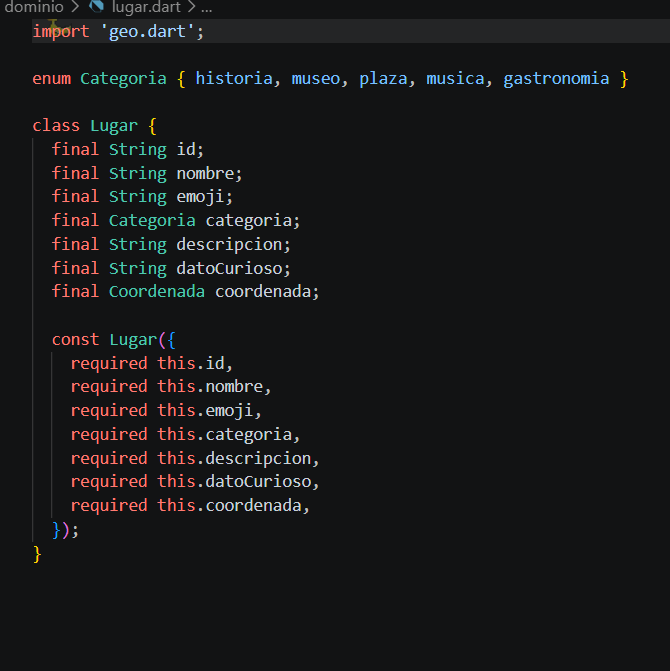 dominio > lugar.dart > ...
import 'geo.dart';
enum Categoria { historia, museo, plaza, musica, gastronomia }
class Lugar {
final String id;
final String nombre;
final String emoji;
final Categoria categoria;
final String descripcion;
final String datoCurioso;
final Coordenada coordenada;
const Lugar({
required this.id,
required this.nombre,
required this.emoji,
required this.categoria,
required this.descripcion,
required this.datoCurioso,
required this.coordenada,
});
}